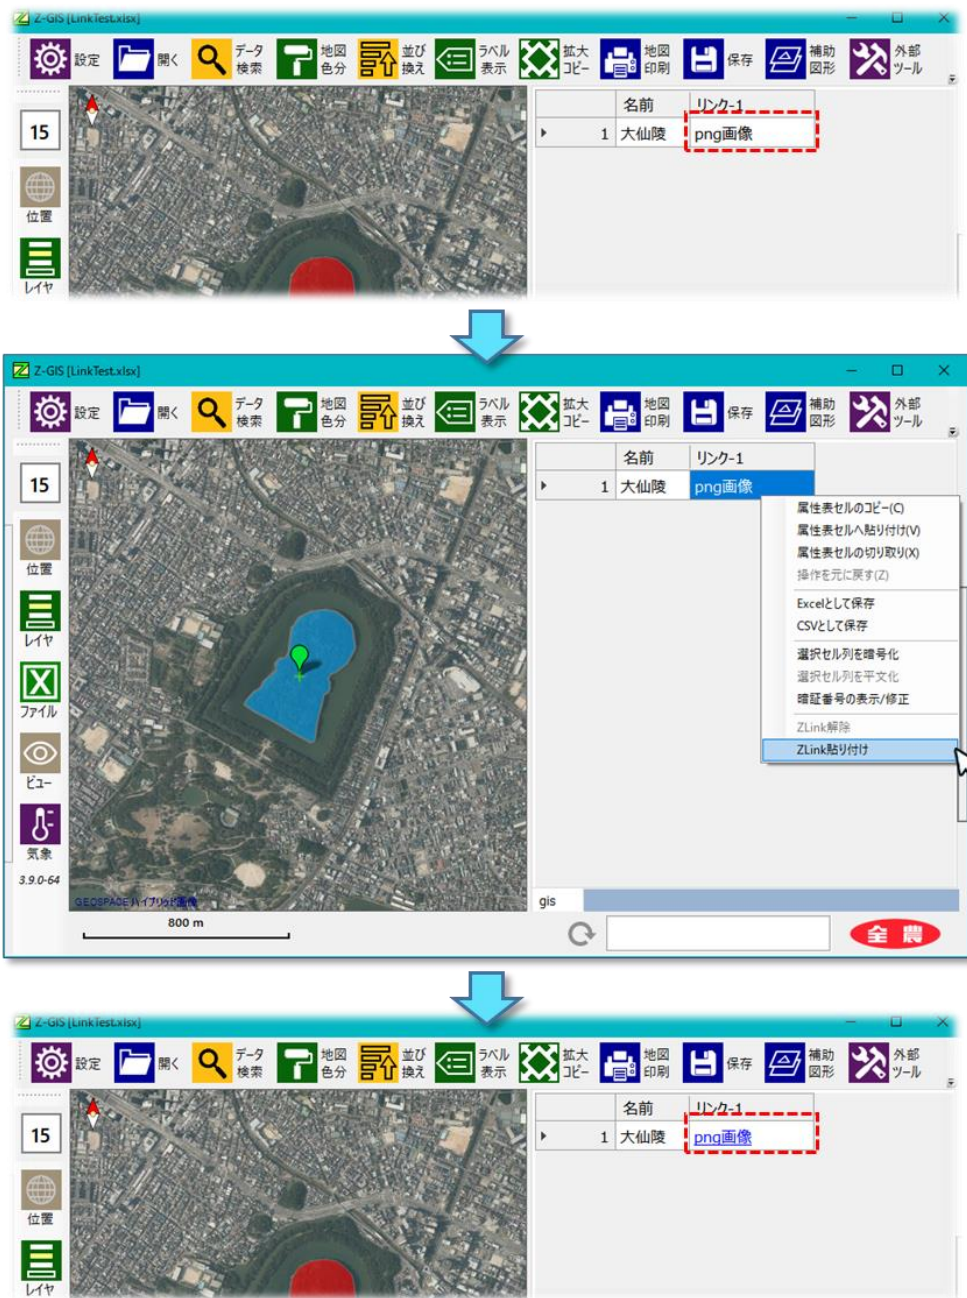 Z-GIS [LinkTest.xlsx]
設定 開く データ検索 地図色分 並び換え ラベル表示 拡大コピー 地図印刷 保存 補助図形 外部ツール
15
位置
レイヤ
名前 リンク-1
1 大仙陵 png画像
Z-GIS [LinkTest.xlsx]
設定 開く データ検索 地図色分 並び換え ラベル表示 拡大コピー 地図印刷 保存 補助図形 外部ツール
15
位置
レイヤ
ファイル
ビュー
気象
3.9.0-64
GEOSPACE ハイブリッド画像
800 m
名前 リンク-1
1 大仙陵 png画像
属性表セルのコピー(C)
属性表セルへ貼り付け(V)
属性表セルの切り取り(X)
操作を元に戻す(Z)
Excelとして保存
CSVとして保存
選択セル列を暗号化
選択セル列を平文化
暗証番号の表示/修正
ZLink解除
ZLink貼り付け
gis
全農
Z-GIS [LinkTest.xlsx]
設定 開く データ検索 地図色分 並び換え ラベル表示 拡大コピー 地図印刷 保存 補助図形 外部ツール
15
位置
レイヤ
名前 リンク-1
1 大仙陵 png画像